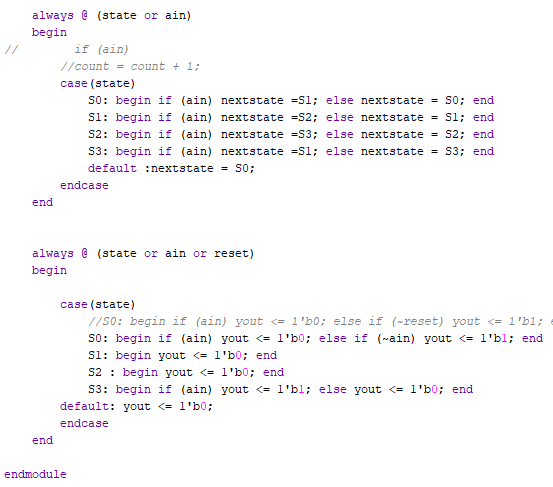 always @ (state or ain)
begin
//        if (ain)
//count = count + 1;
case(state)
S0: begin if (ain) nextstate =S1; else nextstate = S0; end
S1: begin if (ain) nextstate =S2; else nextstate = S1; end
S2: begin if (ain) nextstate =S3; else nextstate = S2; end
S3: begin if (ain) nextstate =S1; else nextstate = S3; end
default :nextstate = S0;
endcase
end
always @ (state or ain or reset)
begin
case(state)
//S0: begin if (ain) yout <= 1'b0; else if (~reset) yout <= 1'b1;
S0: begin if (ain) yout <= 1'b0; else if (~ain) yout <= 1'b1; end
S1: begin yout <= 1'b0; end
S2 : begin yout <= 1'b0; end
S3: begin if (ain) yout <= 1'b1; else yout <= 1'b0; end
default: yout <= 1'b0;
endcase
end
endmodule